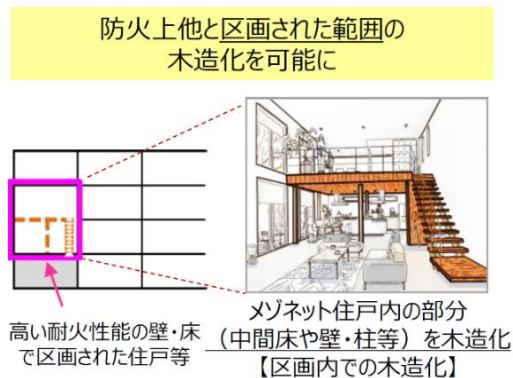 防火上他と区画された範囲の
木造化を可能に
高い耐火性能の壁・床
で区画された住戸等
メゾネット住戸内の部分
（中間床や壁・柱等）を木造化
【区画内での木造化】